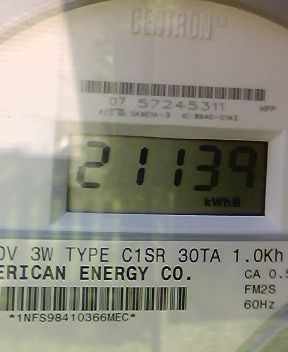 CENTRON
07 57245311
21139
kWh
0V 3W TYPE C1SR 30TA 1.0Kh
ERICAN ENERGY CO.
CA 0.5
FM2S
60Hz
*1NFS98410366MEC*